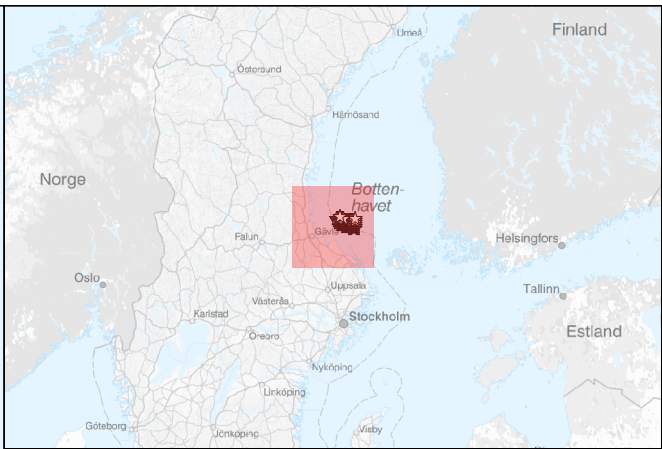 Umeå
Finland
Östersund
Härnösand
Norge
Botten-
havet
Gävle
Falun
Helsingfors
Oslo
Tallinn
Uppsala
Västerås
Karlstad
Stockholm
Örebro
Estland
Nyköping
Linköping
Göteborg
Jönköping
Visby